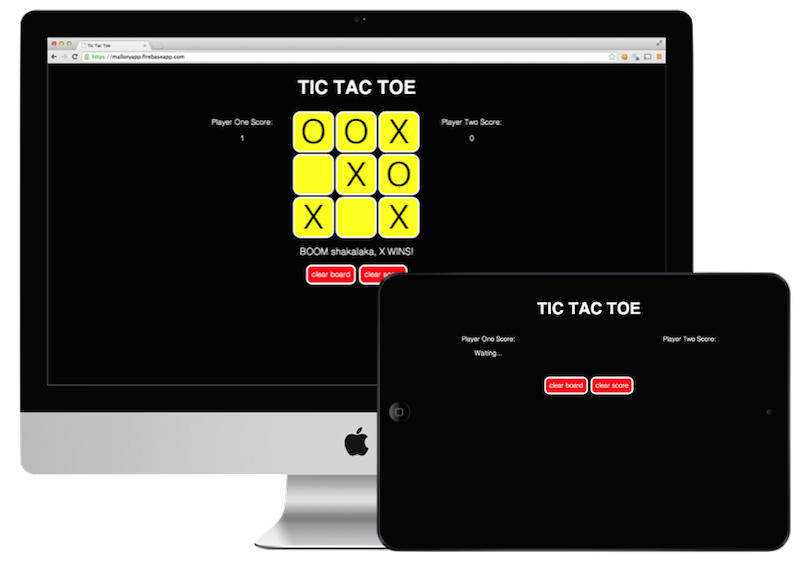 Tic Tac Toe
https://malloryapp.firebaseapp.com
TIC TAC TOE
Player One Score:
1
Player Two Score:
0
O O X
X O
X X
BOOM shakalaka, X WINS!
clear board clear score
TIC TAC TOE
Player One Score:
Waiting...
Player Two Score:
clear board clear score